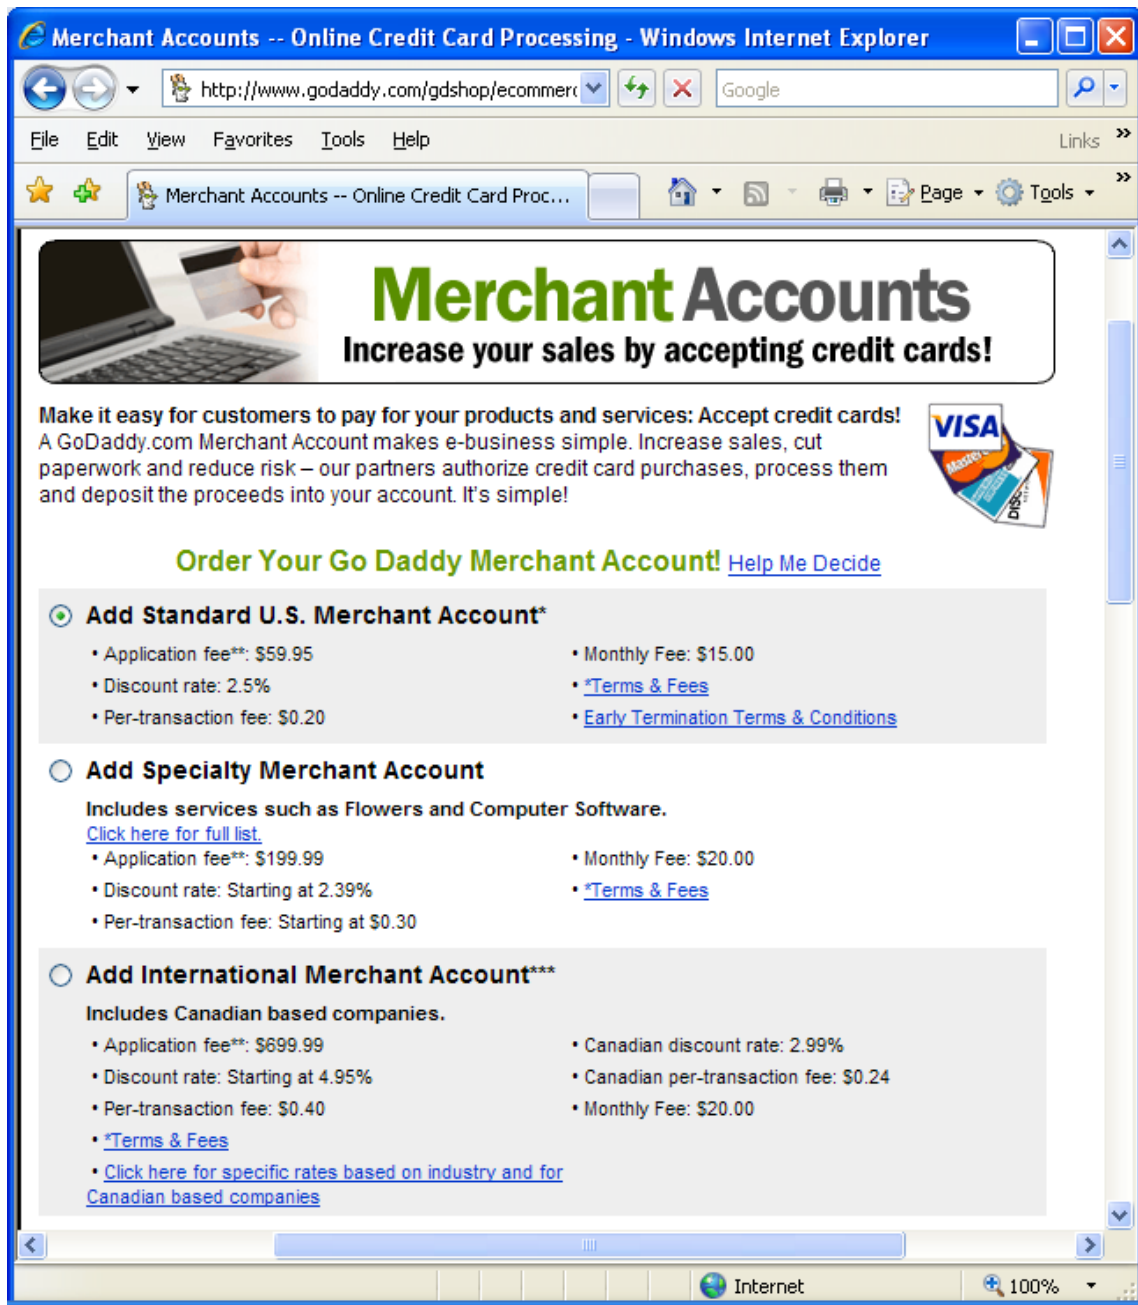 Merchant Accounts -- Online Credit Card Processing - Windows Internet Explorer
http://www.godaddy.com/gdshop/ecommerc
Google
File Edit View Favorites Tools Help Links »
Merchant Accounts -- Online Credit Card Proc... Page Tools »
Merchant Accounts
Increase your sales by accepting credit cards!
Make it easy for customers to pay for your products and services: Accept credit cards!
A GoDaddy.com Merchant Account makes e-business simple. Increase sales, cut
paperwork and reduce risk – our partners authorize credit card purchases, process them
and deposit the proceeds into your account. It's simple!
VISA
Order Your Go Daddy Merchant Account! Help Me Decide
Add Standard U.S. Merchant Account*
• Application fee**: $59.95
• Monthly Fee: $15.00
• Discount rate: 2.5%
• *Terms & Fees
• Per-transaction fee: $0.20
• Early Termination Terms & Conditions
Add Specialty Merchant Account
Includes services such as Flowers and Computer Software.
Click here for full list.
• Application fee**: $199.99
• Monthly Fee: $20.00
• Discount rate: Starting at 2.39%
• *Terms & Fees
• Per-transaction fee: Starting at $0.30
Add International Merchant Account***
Includes Canadian based companies.
• Application fee**: $699.99
• Canadian discount rate: 2.99%
• Discount rate: Starting at 4.95%
• Canadian per-transaction fee: $0.24
• Per-transaction fee: $0.40
• Monthly Fee: $20.00
• *Terms & Fees
• Click here for specific rates based on industry and for
Canadian based companies
Internet 100%